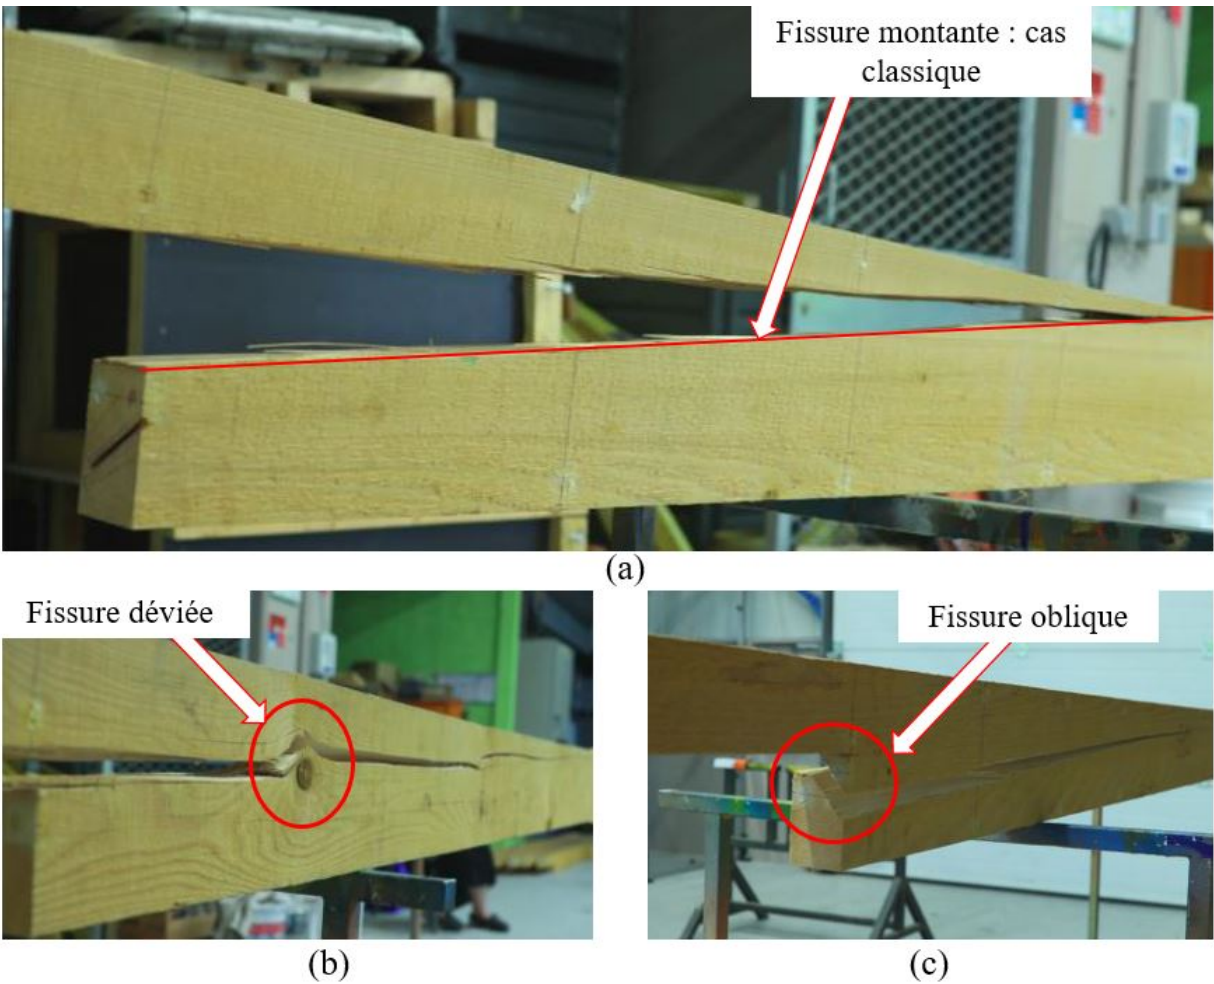 Fissure montante : cas
classique
(a)
Fissure déviée
Fissure oblique
(b)
(c)